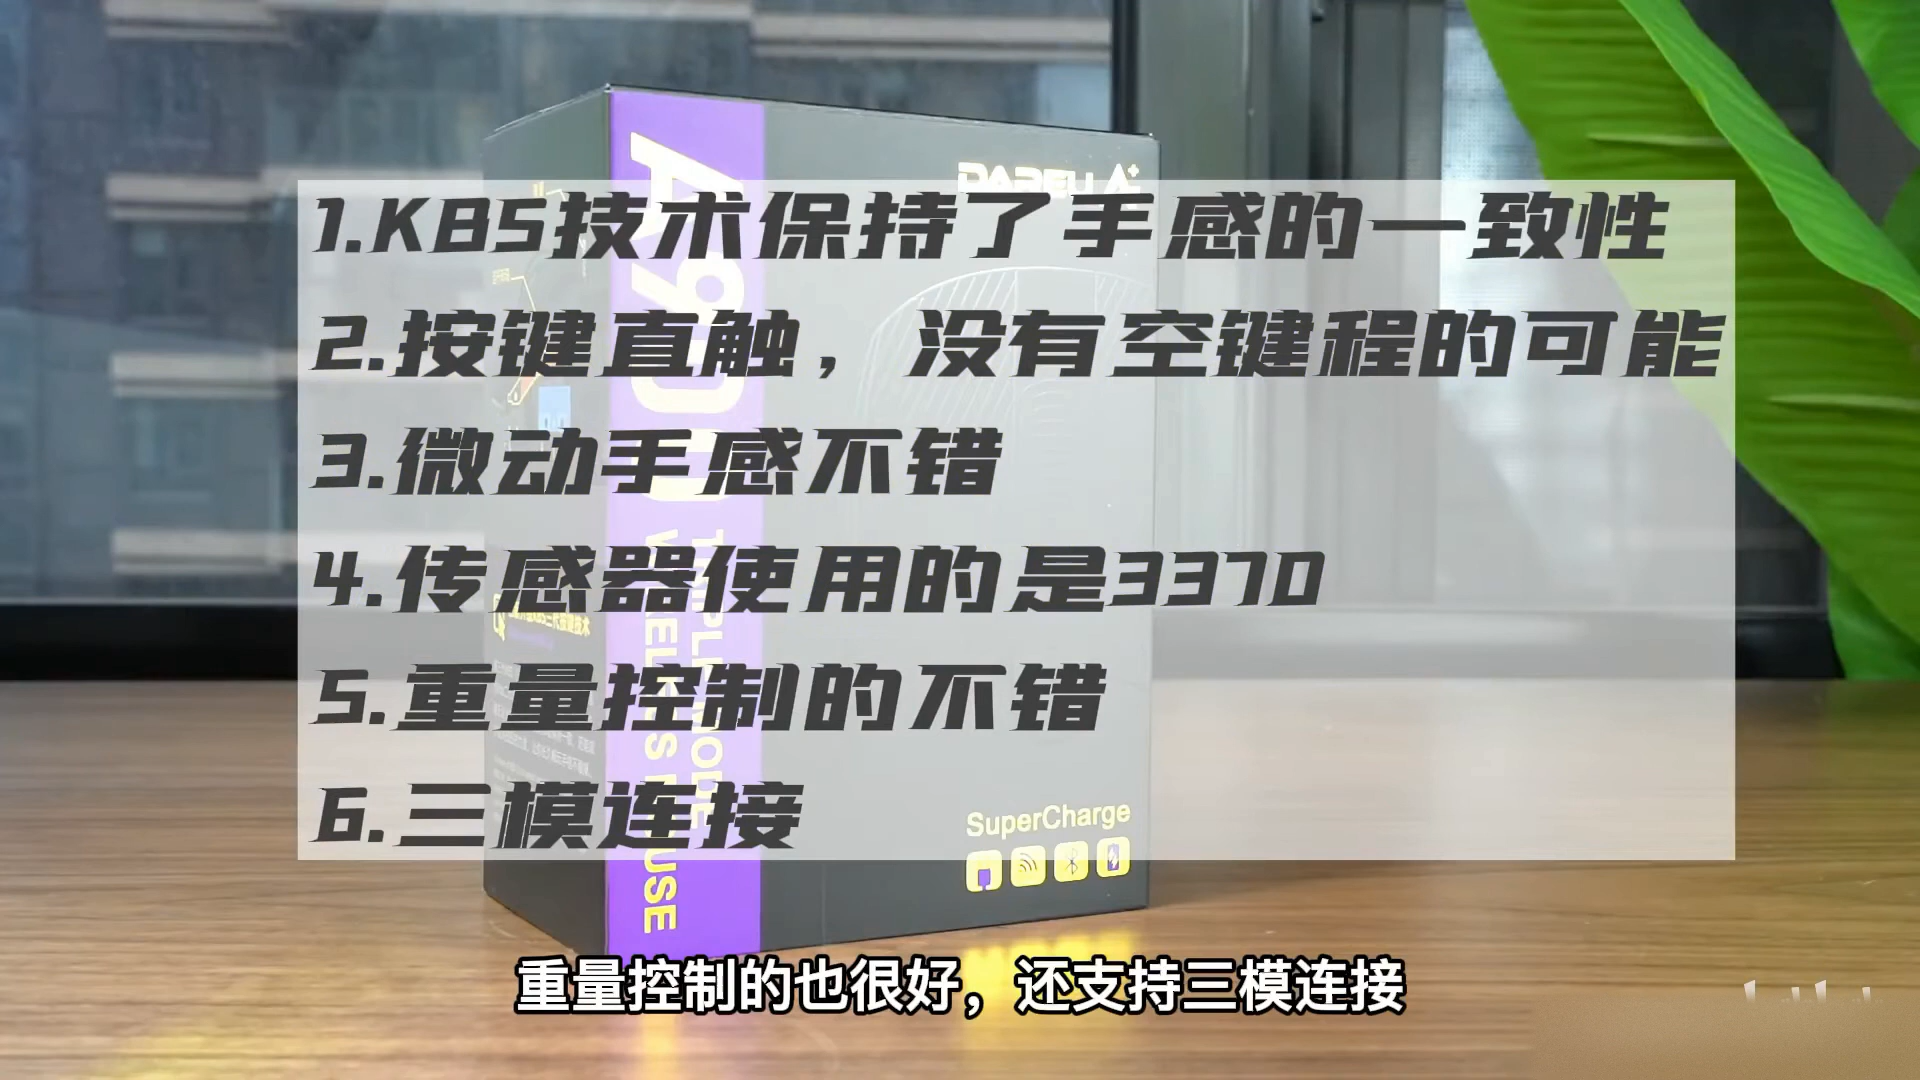 1.KBS技术保持了手感的一致性
2.按键直触，没有空键程的可能
3.微动手感不错
4.传感器使用的是3370
5.重量控制的不错
6.三模连接
SuperCharge
重量控制的也很好，还支持三模连接